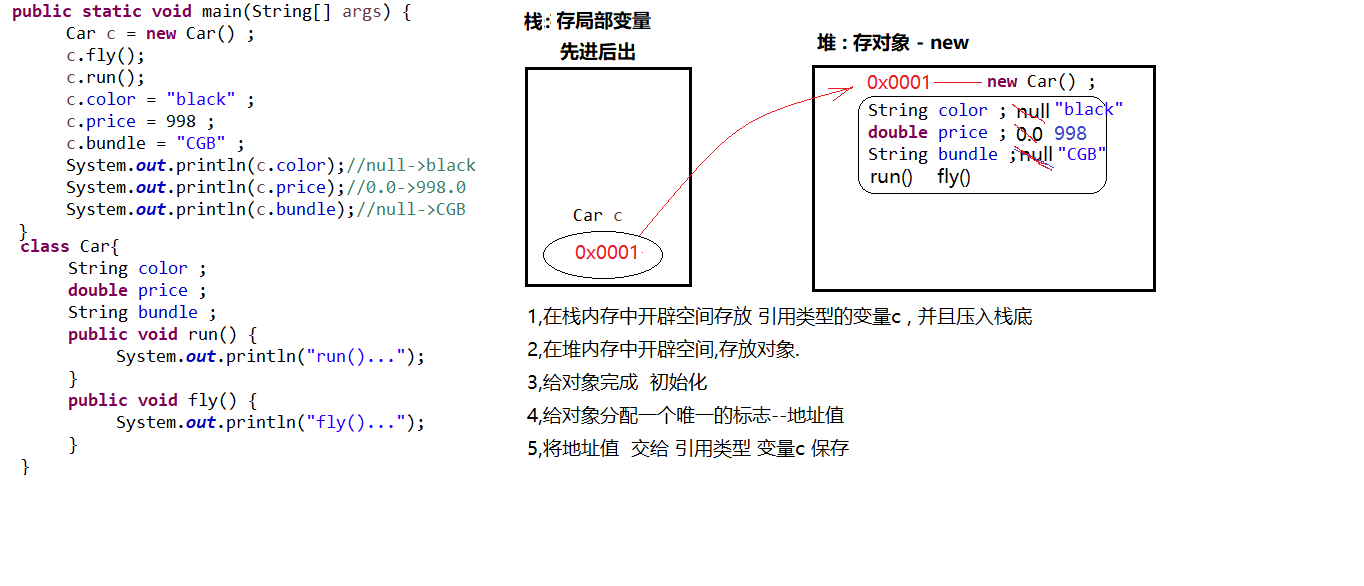 public static void main(String[] args) {
Car c = new Car() ;
c.fly();
c.run();
c.color = "black" ;
c.price = 998 ;
c.bundle = "CGB" ;
System.out.println(c.color);//null->black
System.out.println(c.price);//0.0->998.0
System.out.println(c.bundle);//null->CGB
}
class Car{
String color ;
double price ;
String bundle ;
public void run() {
System.out.println("run()...");
}
public void fly() {
System.out.println("fly()...");
}
}
栈：存局部变量
先进后出
Car c
0x0001
堆：存对象 - new
0x0001 new Car() ;
String color ; null "black"
double price ; 0.0 998
String bundle ; null "CGB"
run() fly()
1,在栈内存中开辟空间存放 引用类型的变量c，并且压入栈底
2,在堆内存中开辟空间,存放对象.
3,给对象完成 初始化
4,给对象分配一个唯一的标志--地址值
5,将地址值 交给 引用类型 变量c 保存